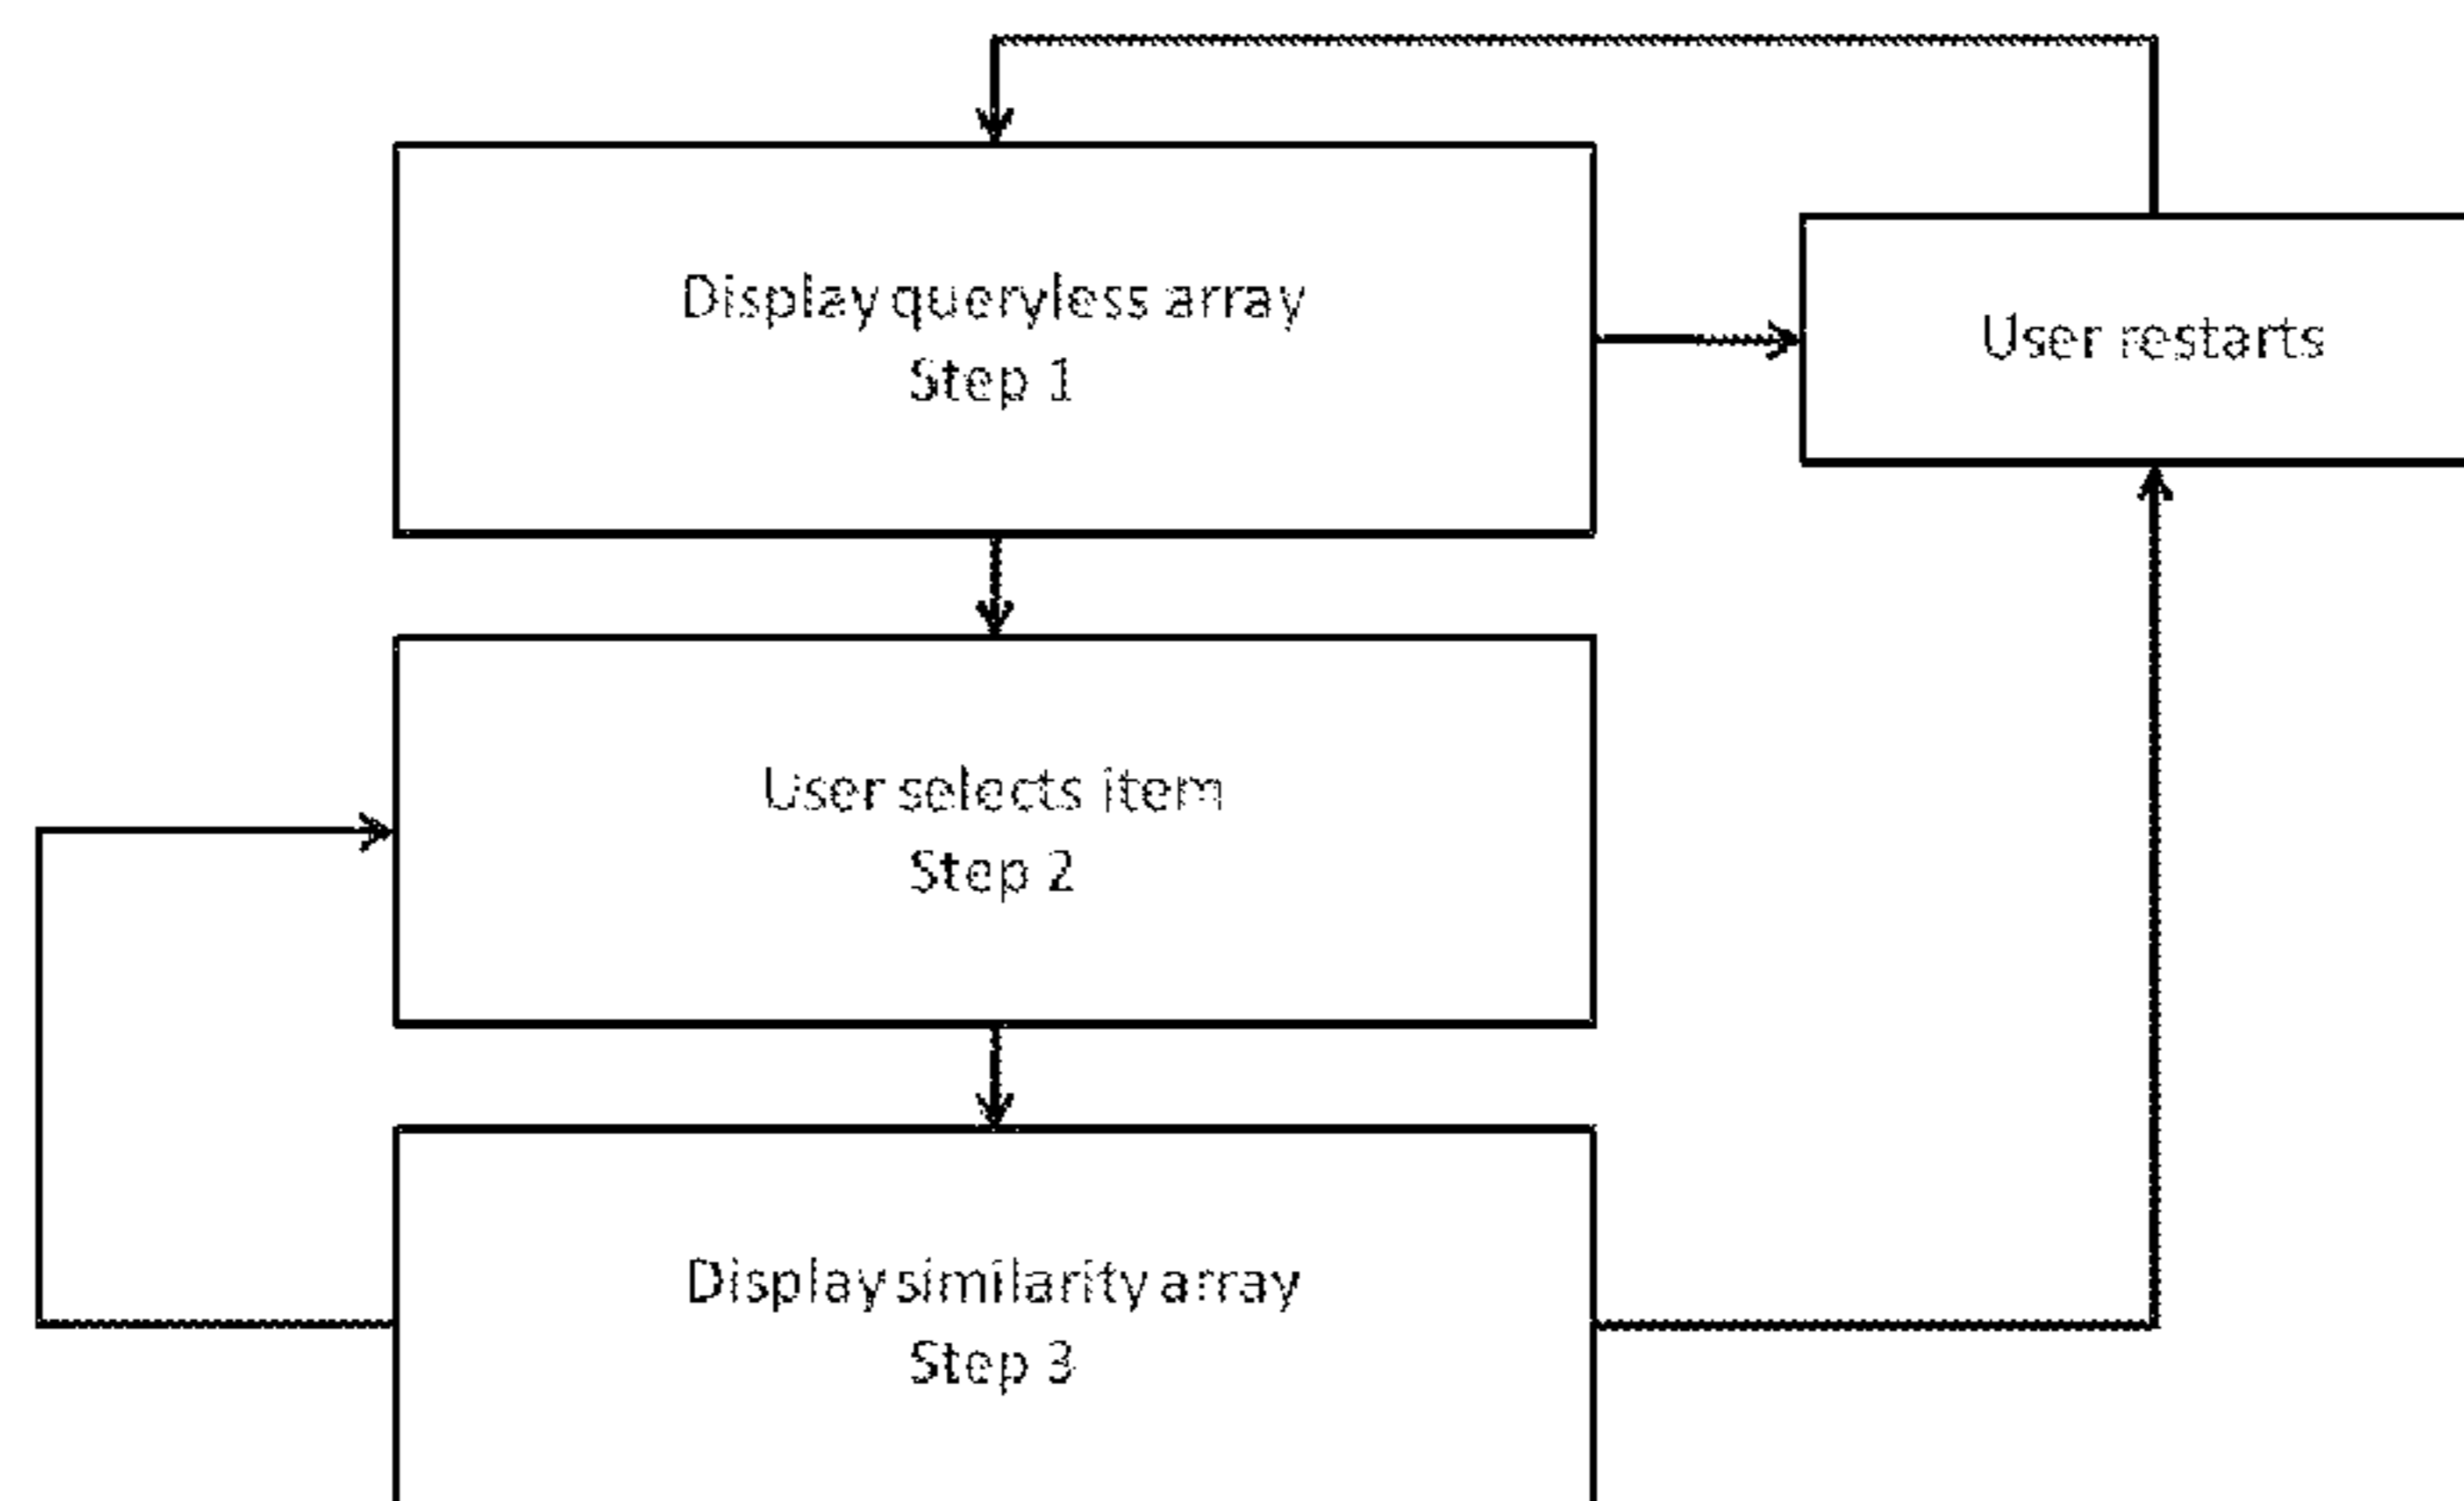 Display queryless array
Step 1
User restarts
User selects item
Step 2
Display similarity array
Step 3